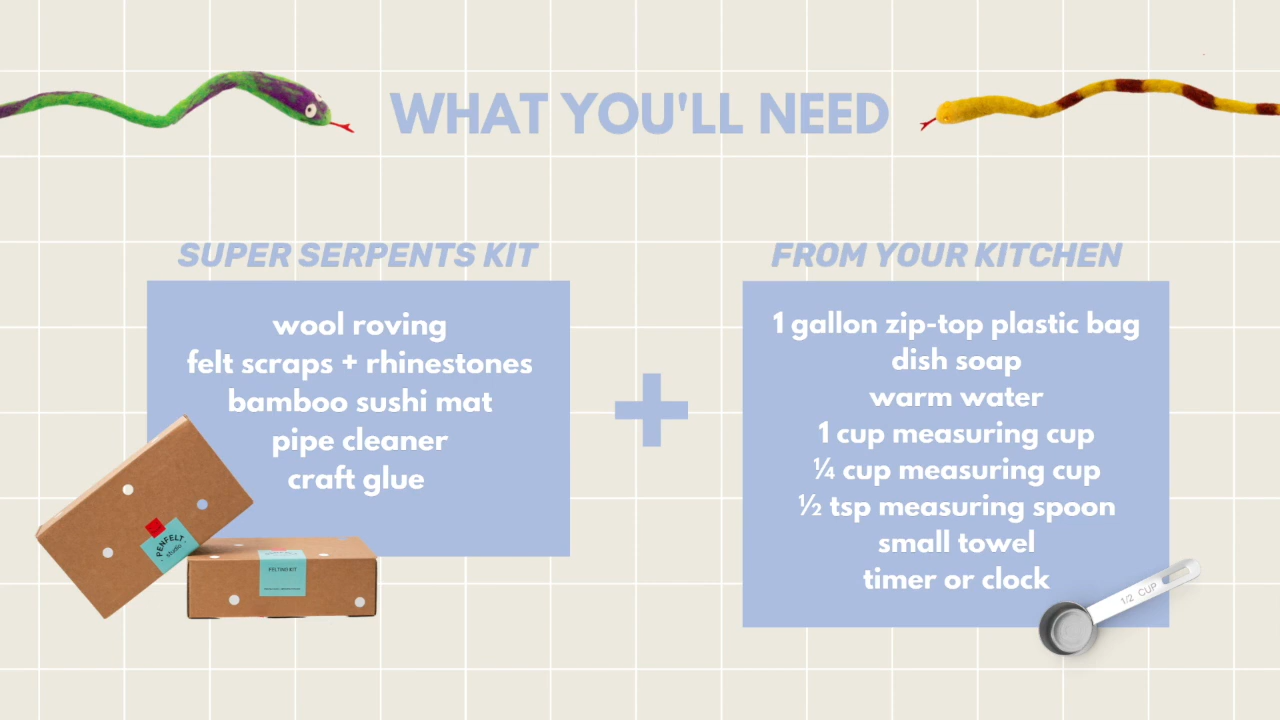 WHAT YOU'LL NEED
SUPER SERPENTS KIT
wool roving
felt scraps + rhinestones
bamboo sushi mat
pipe cleaner
craft glue
FROM YOUR KITCHEN
1 gallon zip-top plastic bag
dish soap
warm water
1 cup measuring cup
¼ cup measuring cup
½ tsp measuring spoon
small towel
timer or clock
PENFELT
studio
FELTING KIT
1/2 CUP